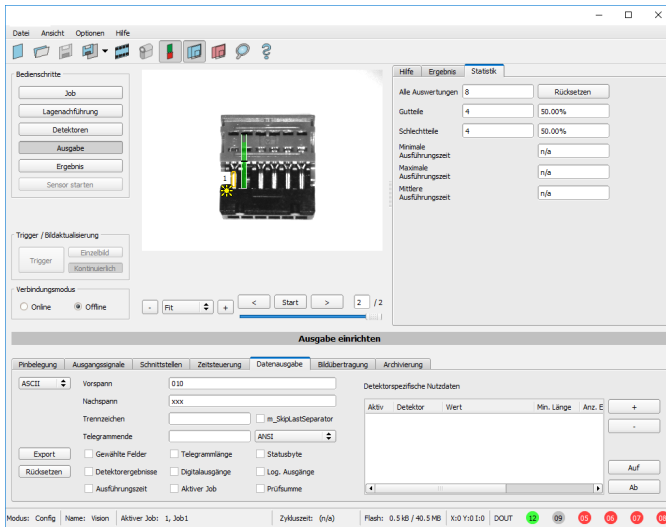 Datei Ansicht Optionen Hilfe
Bedienschritte
Job
Lagenachführung
Detektoren
Ausgabe
Ergebnis
Sensor starten
Trigger / Bildaktualisierung
Trigger
Einzelbild
Kontinuierlich
Verbindungsmodus
Online Offline
1
- Fit + < Start > 2 / 2
Hilfe Ergebnis Statistik
Alle Auswertungen 8 Rücksetzen
Gutteile 4 50.00%
Schlechtteile 4 50.00%
Minimale
Ausführungszeit n/a
Maximale
Ausführungszeit n/a
Mittlere
Ausführungszeit n/a
Ausgabe einrichten
Pinbelegung Ausgangssignale Schnittstellen Zeitsteuerung Datenausgabe Bildübertragung Archivierung
ASCII Vorspann 010
Nachspann xxx
Trennzeichen m_SkipLastSeparator
Telegrammende ANSI
Export Gewählte Felder Telegrammlänge Statusbyte
Rücksetzen Detektorergebnisse Digitalausgänge Log. Ausgänge
Ausführungszeit Aktiver Job Prüfsumme
Detektorspezifische Nutzdaten
Aktiv Detektor Wert Min. Länge Anz. E
+
-
Auf
Ab
Modus: Config Name: Vision Aktiver Job: 1, Job1 Zykluszeit: (n/a) Flash: 0.5 kB / 40.5 MB X:0 Y:0 I:0 DOUT 12 09 05 06 07 08